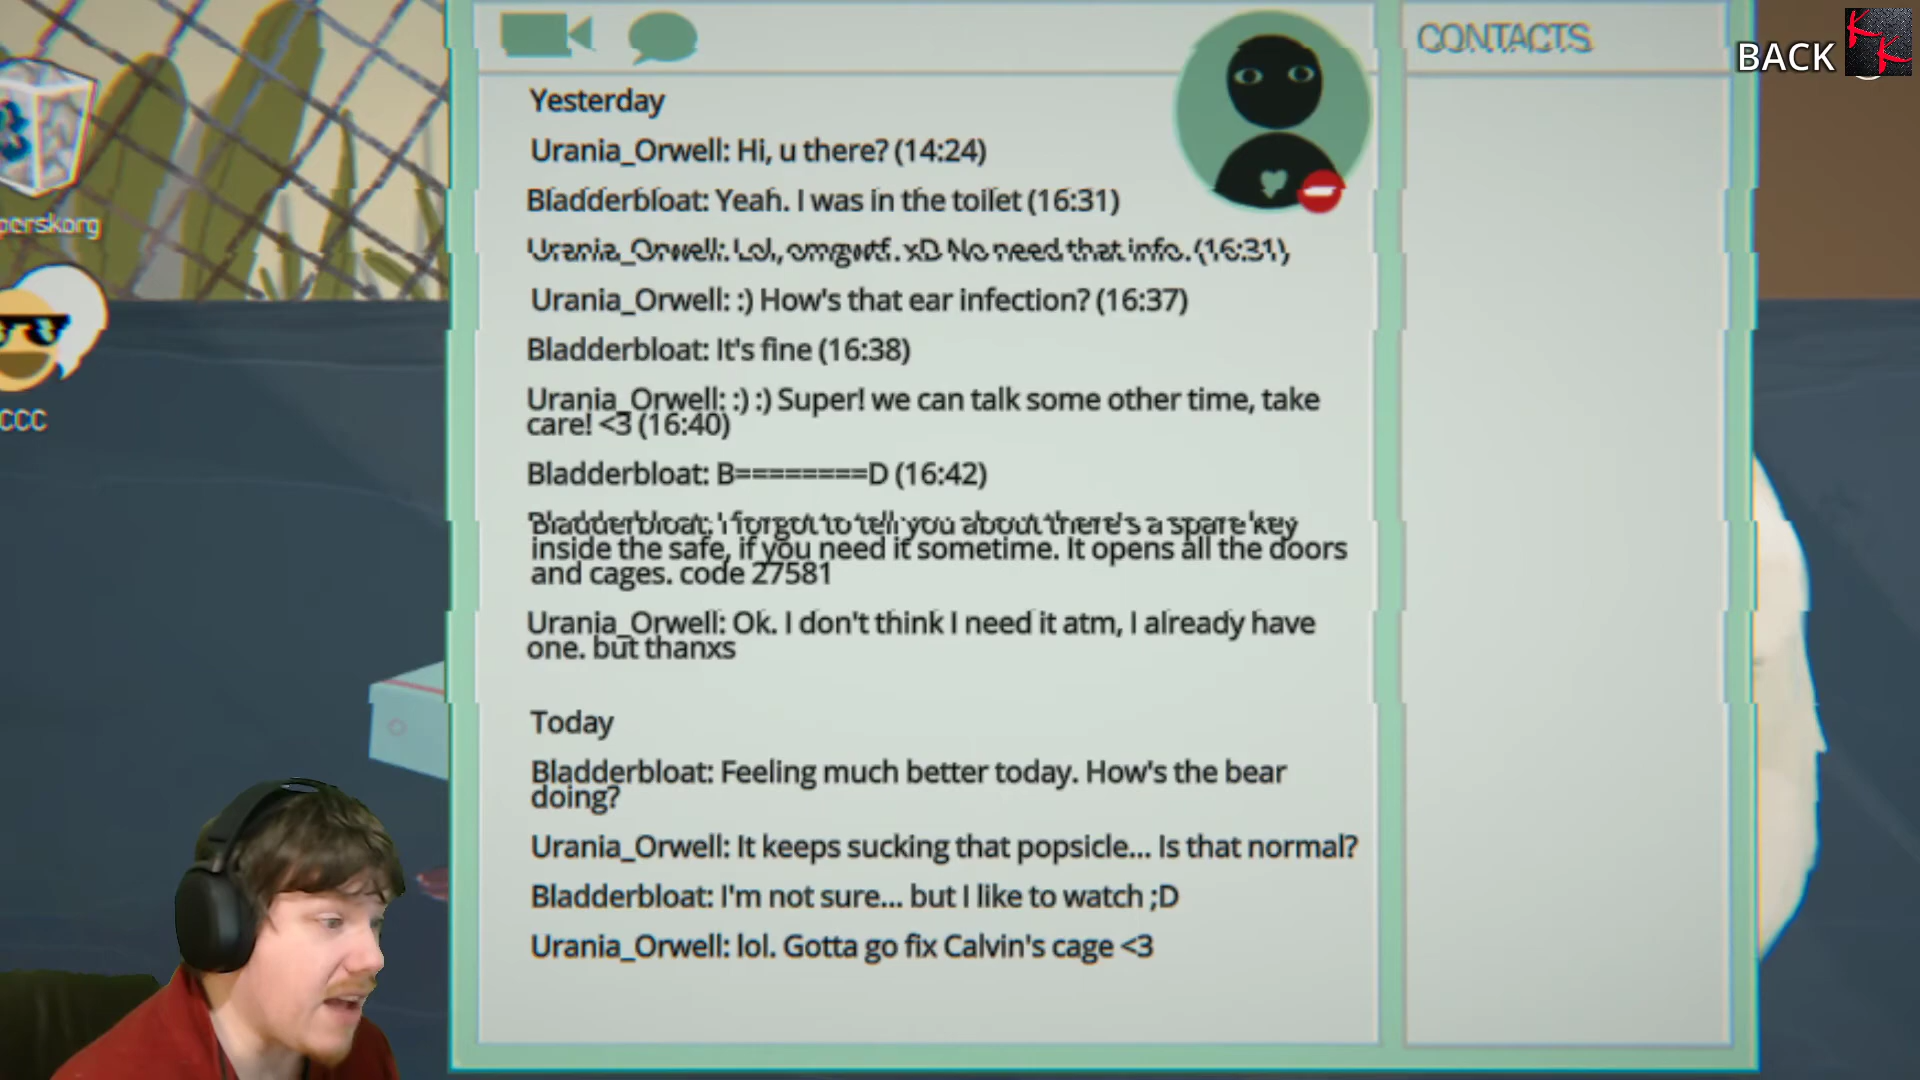 CONTACTS
BACK
KK
Yesterday
Urania_Orwell: Hi, u there? (14:24)
Bladderbloat: Yeah. I was in the toilet (16:31)
Urania_Orwell: Lol, omgwtf. xD No need that info. (16:31)
Urania_Orwell: :) How's that ear infection? (16:37)
Bladderbloat: It's fine (16:38)
Urania_Orwell: :) :) Super! we can talk some other time, take
care! <3 (16:40)
Bladderbloat: B========D (16:42)
Bladderbloat: I forgot to tell you about there's a spare key
inside the safe, if you need it sometime. It opens all the doors
and cages. code 27581
Urania_Orwell: Ok. I don't think I need it atm, I already have
one. but thanxs
Today
Bladderbloat: Feeling much better today. How's the bear
doing?
Urania_Orwell: It keeps sucking that popsicle... Is that normal?
Bladderbloat: I'm not sure... but I like to watch ;D
Urania_Orwell: lol. Gotta go fix Calvin's cage <3
perskorg
CCC